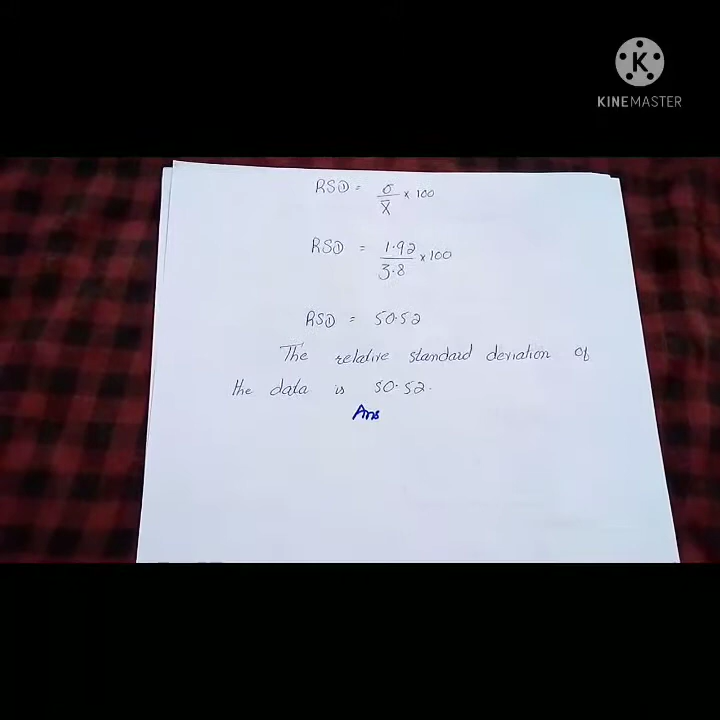 K
KINEMASTER
RSD = σ/x̄ × 100
RSD = 1.92/3.8 × 100
RSD = 50.52
The relative standard deviation of
the data is 50.52.
Ans